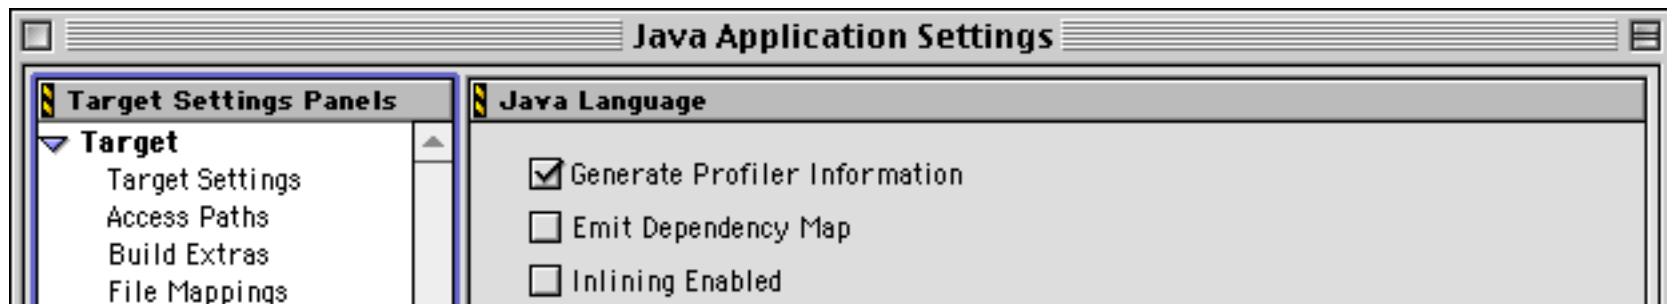 Java Application Settings
Target Settings Panels
Target
Target Settings
Access Paths
Build Extras
File Mappings
Java Language
Generate Profiler Information
Emit Dependency Map
Inlining Enabled